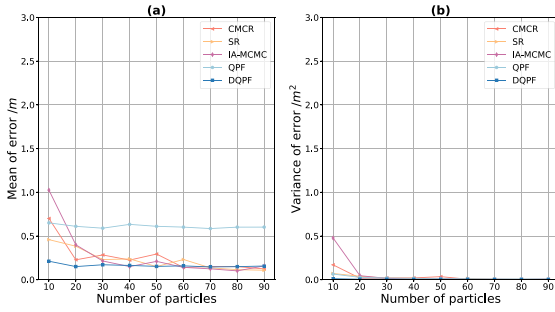 (a)
3.0
2.5
2.0
1.5
1.0
0.5
0.0
Mean of error /m
10 20 30 40 50 60 70 80 90
Number of particles
CMCR
SR
IA-MCMC
QPF
DQPF
(b)
3.0
2.5
2.0
1.5
1.0
0.5
0.0
Variance of error /m²
10 20 30 40 50 60 70 80 90
Number of particles
CMCR
SR
IA-MCMC
QPF
DQPF